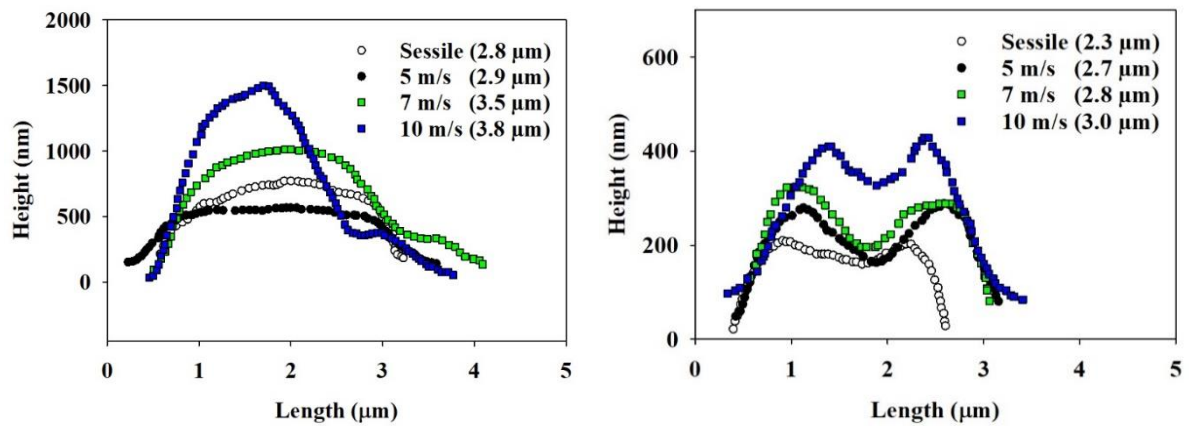 2000
1500
1000
500
0
Height (nm)
Sessile (2.8 μm)
5 m/s (2.9 μm)
7 m/s (3.5 μm)
10 m/s (3.8 μm)
0 1 2 3 4 5
Length (μm)
600
400
200
0
Height (nm)
Sessile (2.3 μm)
5 m/s (2.7 μm)
7 m/s (2.8 μm)
10 m/s (3.0 μm)
0 1 2 3 4 5
Length (μm)